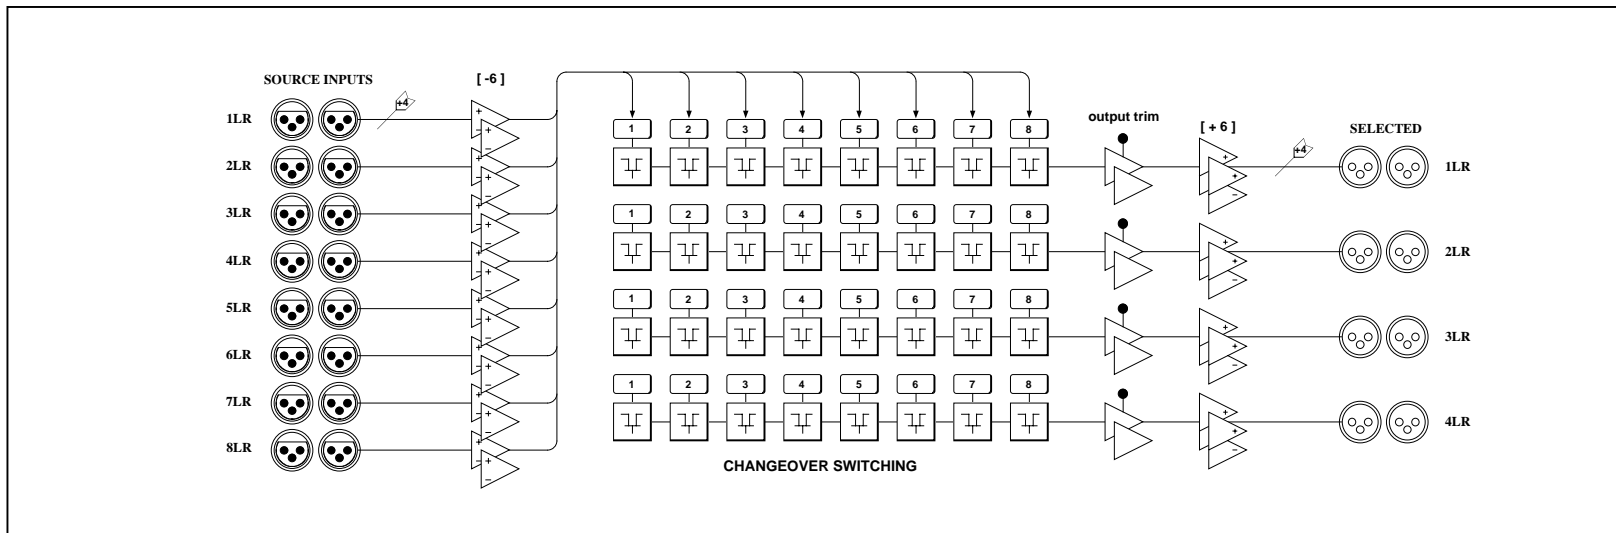 SOURCE INPUTS [ -6 ]
1LR +4 + − + −
2LR + − + −
3LR + − + −
4LR + − + −
5LR + − + −
6LR + − + −
7LR + − + −
8LR + − + −
1 2 3 4 5 6 7 8
output trim [ + 6 ] + + − +4 SELECTED
1LR
1 2 3 4 5 6 7 8
+ + − 2LR
1 2 3 4 5 6 7 8
+ + − 3LR
1 2 3 4 5 6 7 8
+ + − 4LR
CHANGEOVER SWITCHING